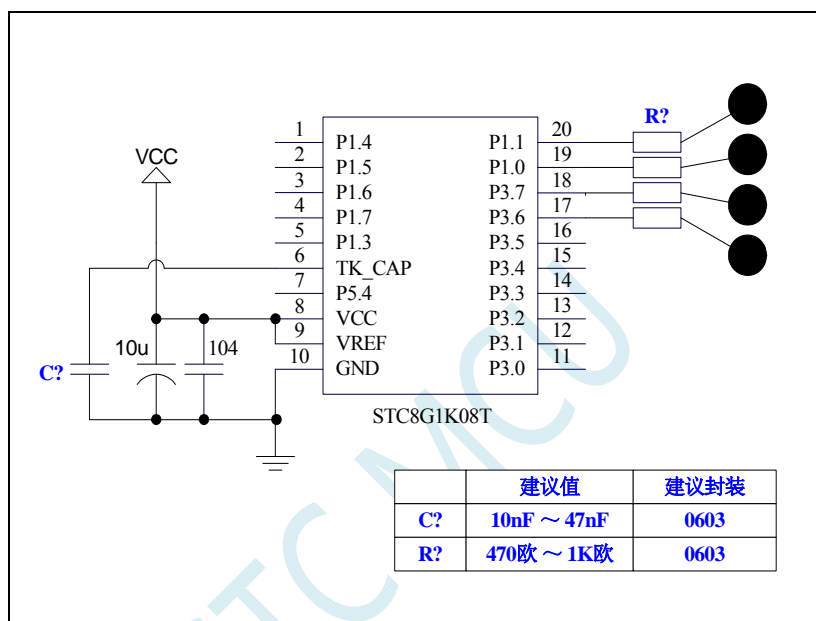 VCC
10u
104
C?
1 P1.4
2 P1.5
3 P1.6
4 P1.7
5 P1.3
6 TK_CAP
7 P5.4
8 VCC
9 VREF
10 GND
P1.1 20
P1.0 19
P3.7 18
P3.6 17
P3.5 16
P3.4 15
P3.3 14
P3.2 13
P3.1 12
P3.0 11
R?
STC8G1K08T
STC MCU
建议值 建议封装
C? 10nF ~ 47nF 0603
R? 470欧 ~ 1K欧 0603